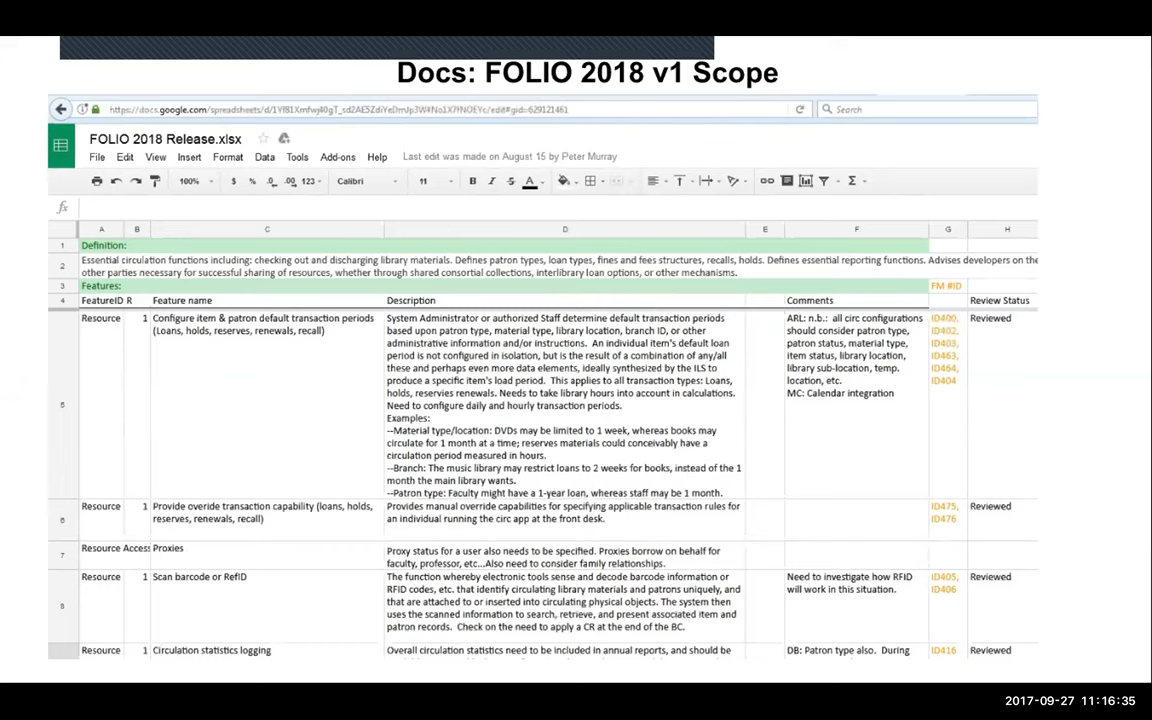 Docs: FOLIO 2018 v1 Scope
Search
FOLIO 2018 Release.xlsx
File Edit View Insert Format Data Tools Add-ons Help Last edit was made on August 15 by Peter Murray
100% $ % .0 .00 123 Calibri 11 B I S A Σ
fx
A B C D E F G H
1 Definition:
2 Essential circulation functions including: checking out and discharging library materials. Defines patron types, loan types, fines and fees structures, recalls, holds. Defines essential reporting functions. Advises developers on the
other parties necessary for successful sharing of resources, whether through shared consortial collections, interlibrary loan options, or other mechanisms.
3 Features: FM #ID
4 FeatureID R Feature name Description Comments Review Status
Resource 1 Configure item & patron default transaction periods System Administrator or authorized Staff determine default transaction periods ARL: n.b.: all circ configurations ID400, Reviewed
(Loans, holds, reserves, renewals, recall) based upon patron type, material type, library location, branch ID, or other should consider patron type, ID402,
administrative information and/or instructions. An individual item's default loan patron status, material type, ID403,
period is not configured in isolation, but is the result of a combination of any/all item status, library location, ID463,
these and perhaps even more data elements, ideally synthesized by the ILS to library sub-location, temp. ID464,
produce a specific item's load period. This applies to all transaction types: Loans, location, etc. ID404
holds, reserves renewals. Needs to take library hours into account in calculations. MC: Calendar integration
5 Need to configure daily and hourly transaction periods.
Examples:
--Material type/location: DVDs may be limited to 1 week, whereas books may
circulate for 1 month at a time; reserves materials could conceivably have a
circulation period measured in hours.
--Branch: The music library may restrict loans to 2 weeks for books, instead of the 1
month the main library wants.
--Patron type: Faculty might have a 1-year loan, whereas staff may be 1 month.
Resource 1 Provide overide transaction capability (loans, holds, Provides manual override capabilities for specifying applicable transaction rules for ID475, Reviewed
6 reserves, renewals, recall) an individual running the circ app at the front desk. ID476
Resource Access Proxies Proxy status for a user also needs to be specified. Proxies borrow on behalf for
7 faculty, professor, etc...Also need to consider family relationships.
Resource 1 Scan barcode or RefID The function whereby electronic tools sense and decode barcode information or Need to investigate how RFID ID405, Reviewed
RFID codes, etc. that identify circulating library materials and patrons uniquely, and will work in this situation. ID406
8 that are attached to or inserted into circulating physical objects. The system then
uses the scanned information to search, retrieve, and present associated item and
patron records. Check on the need to apply a CR at the end of the BC.
Resource 1 Circulation statistics logging Overall circulation statistics need to be included in annual reports, and should be DB: Patron type also. During ID416 Reviewed
2017-09-27 11:16:35